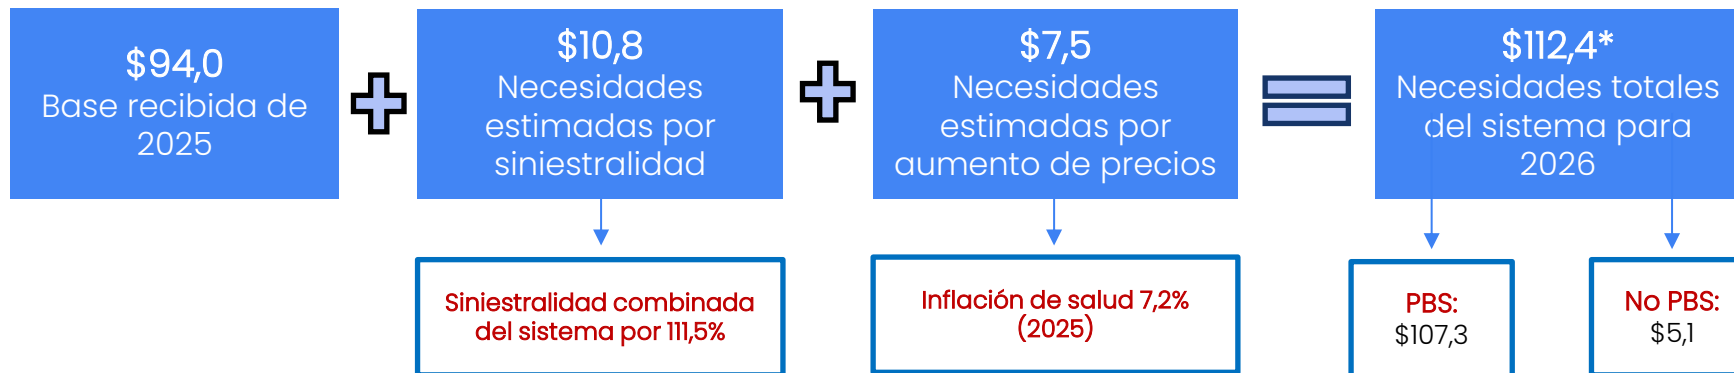 $94,0
Base recibida de
2025
$10,8
Necesidades
estimadas por
siniestralidad
$7,5
Necesidades
estimadas por
aumento de precios
$112,4*
Necesidades totales
del sistema para
2026
Siniestralidad combinada
del sistema por 111,5%
Inflación de salud 7,2%
(2025)
PBS:
$107,3
No PBS:
$5,1